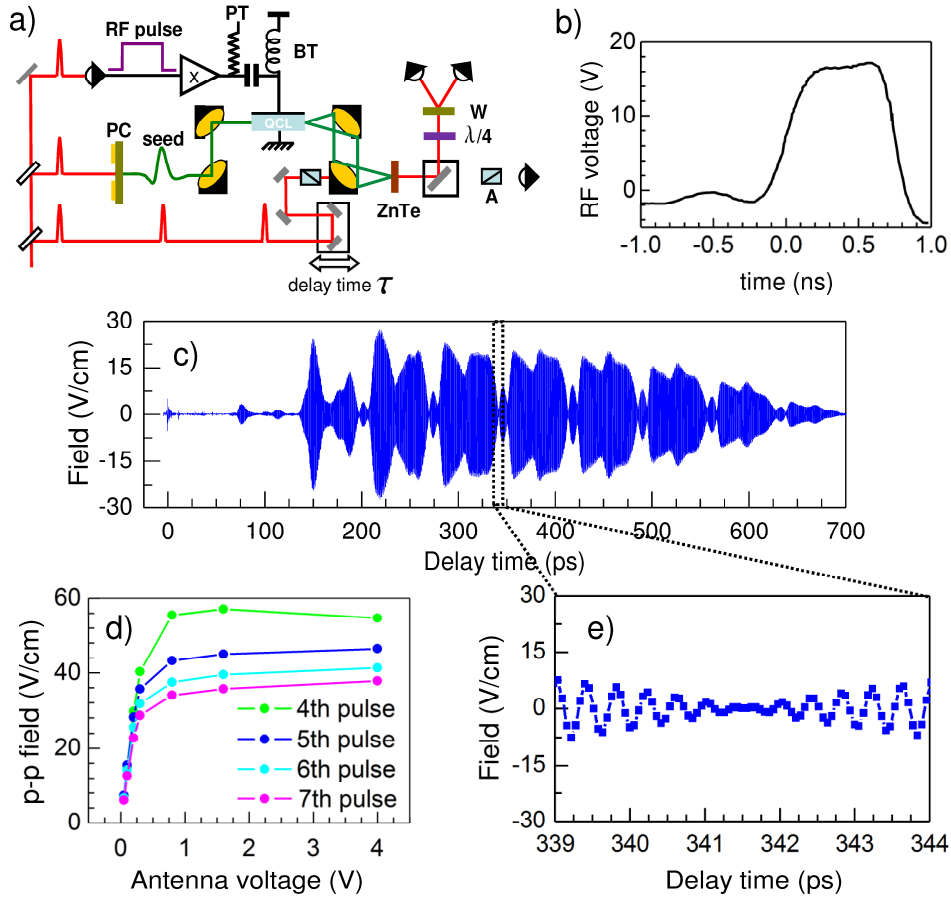 a)
RF pulse
PT
BT
X
QCL
W
λ/4
PC
seed
ZnTe
A
delay time τ
b)
RF voltage (V)
20
10
0
-1.0 -0.5 0.0 0.5 1.0
time (ns)
c)
Field (V/cm)
30
15
0
-15
-30
0 100 200 300 400 500 600 700
Delay time (ps)
d)
p-p field (V/cm)
60
40
20
0
4th pulse
5th pulse
6th pulse
7th pulse
0 1 2 3 4
Antenna voltage (V)
e)
Field (V/cm)
30
15
0
-15
-30
339 340 341 342 343 344
Delay time (ps)